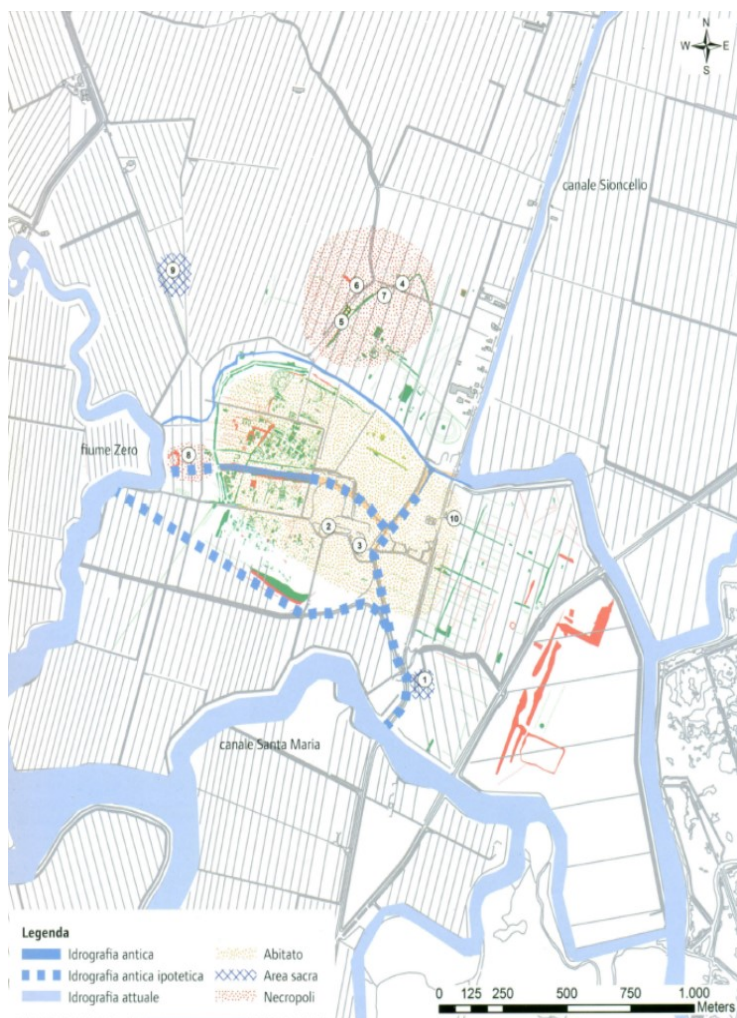 N
W E
S
canale Sioncello
9
6
4
7
5
fiume Zero
8
2
10
3
1
canale Santa Maria
Legenda
Idrografia antica
Idrografia antica ipotetica
Idrografia attuale
Abitato
Area sacra
Necropoli
0 125 250 500 750 1.000
Meters